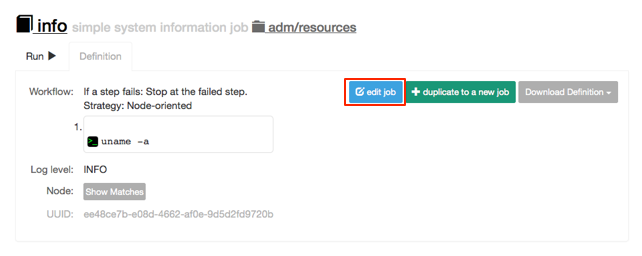 info simple system information job adm/resources
Run Definition
Workflow: If a step fails: Stop at the failed step. edit job duplicate to a new job Download Definition
Strategy: Node-oriented
1. uname -a
Log level: INFO
Node: Show Matches
UUID: ee48ce7b-e08d-4662-af0e-9d5d2fd9720b